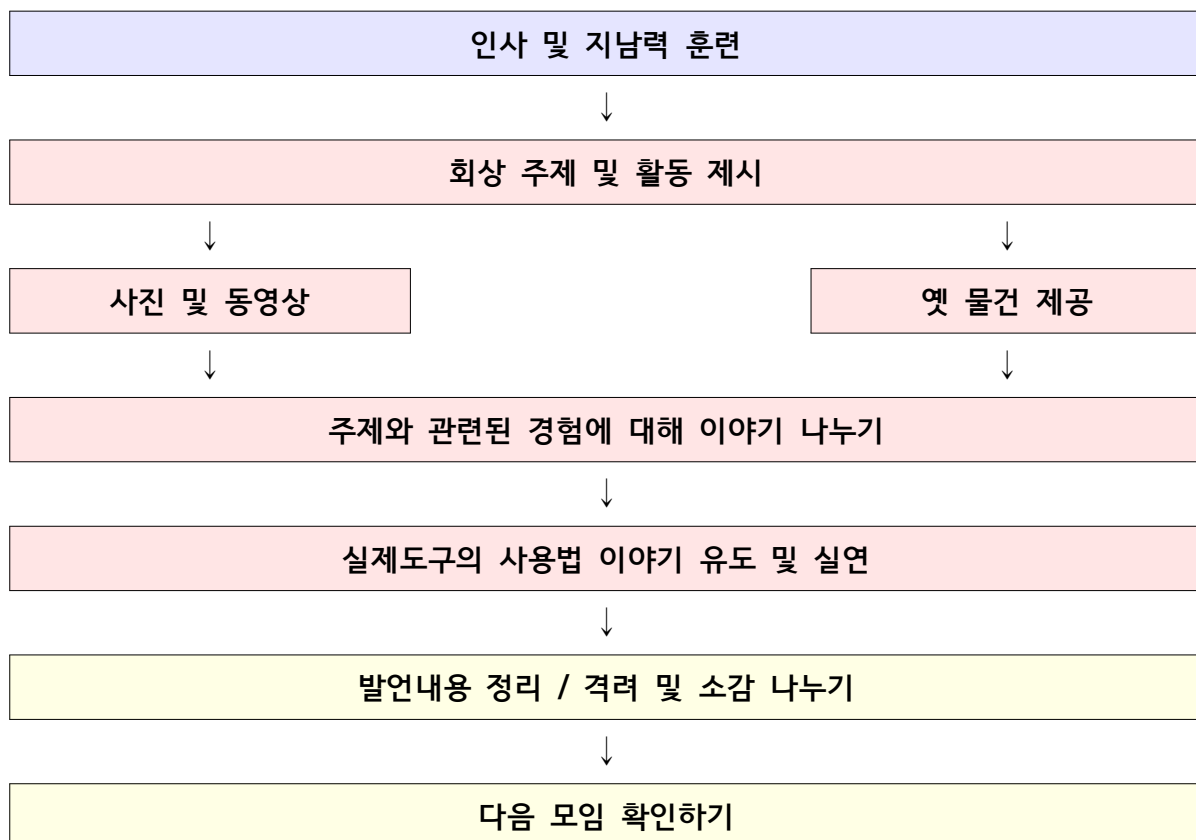 인사 및 지남력 훈련
↓
회상 주제 및 활동 제시
↓ ↓
사진 및 동영상 옛 물건 제공
↓ ↓
주제와 관련된 경험에 대해 이야기 나누기
↓
실제도구의 사용법 이야기 유도 및 실연
↓
발언내용 정리 / 격려 및 소감 나누기
↓
다음 모임 확인하기